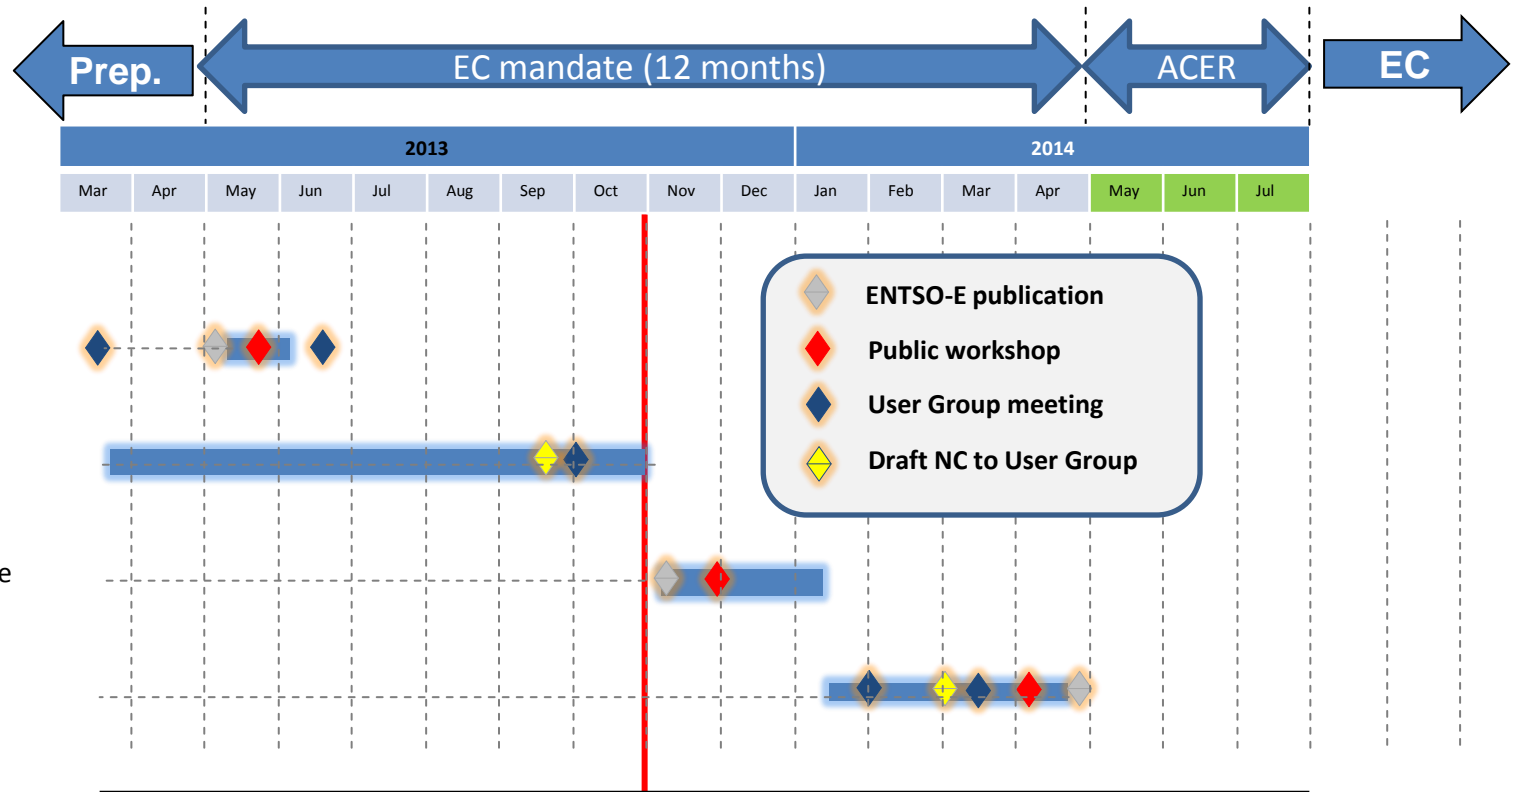 Prep.
EC mandate (12 months)
ACER
EC
2013
2014
Mar Apr May Jun Jul Aug Sep Oct Nov Dec Jan Feb Mar Apr May Jun Jul
ENTSO-E publication
Public workshop
User Group meeting
Draft NC to User Group
e